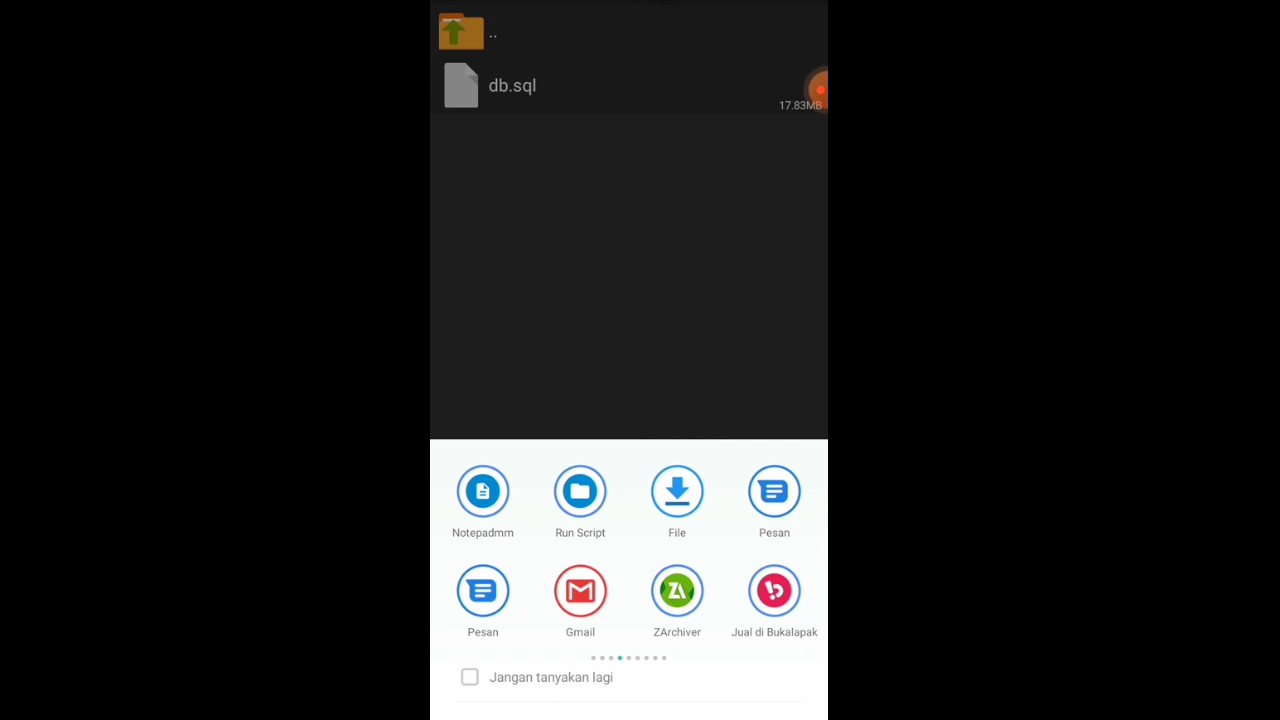 ..
db.sql
17.83MB
Notepadmm
Run Script
File
Pesan
Pesan
Gmail
ZArchiver
Jual di Bukalapak
Jangan tanyakan lagi